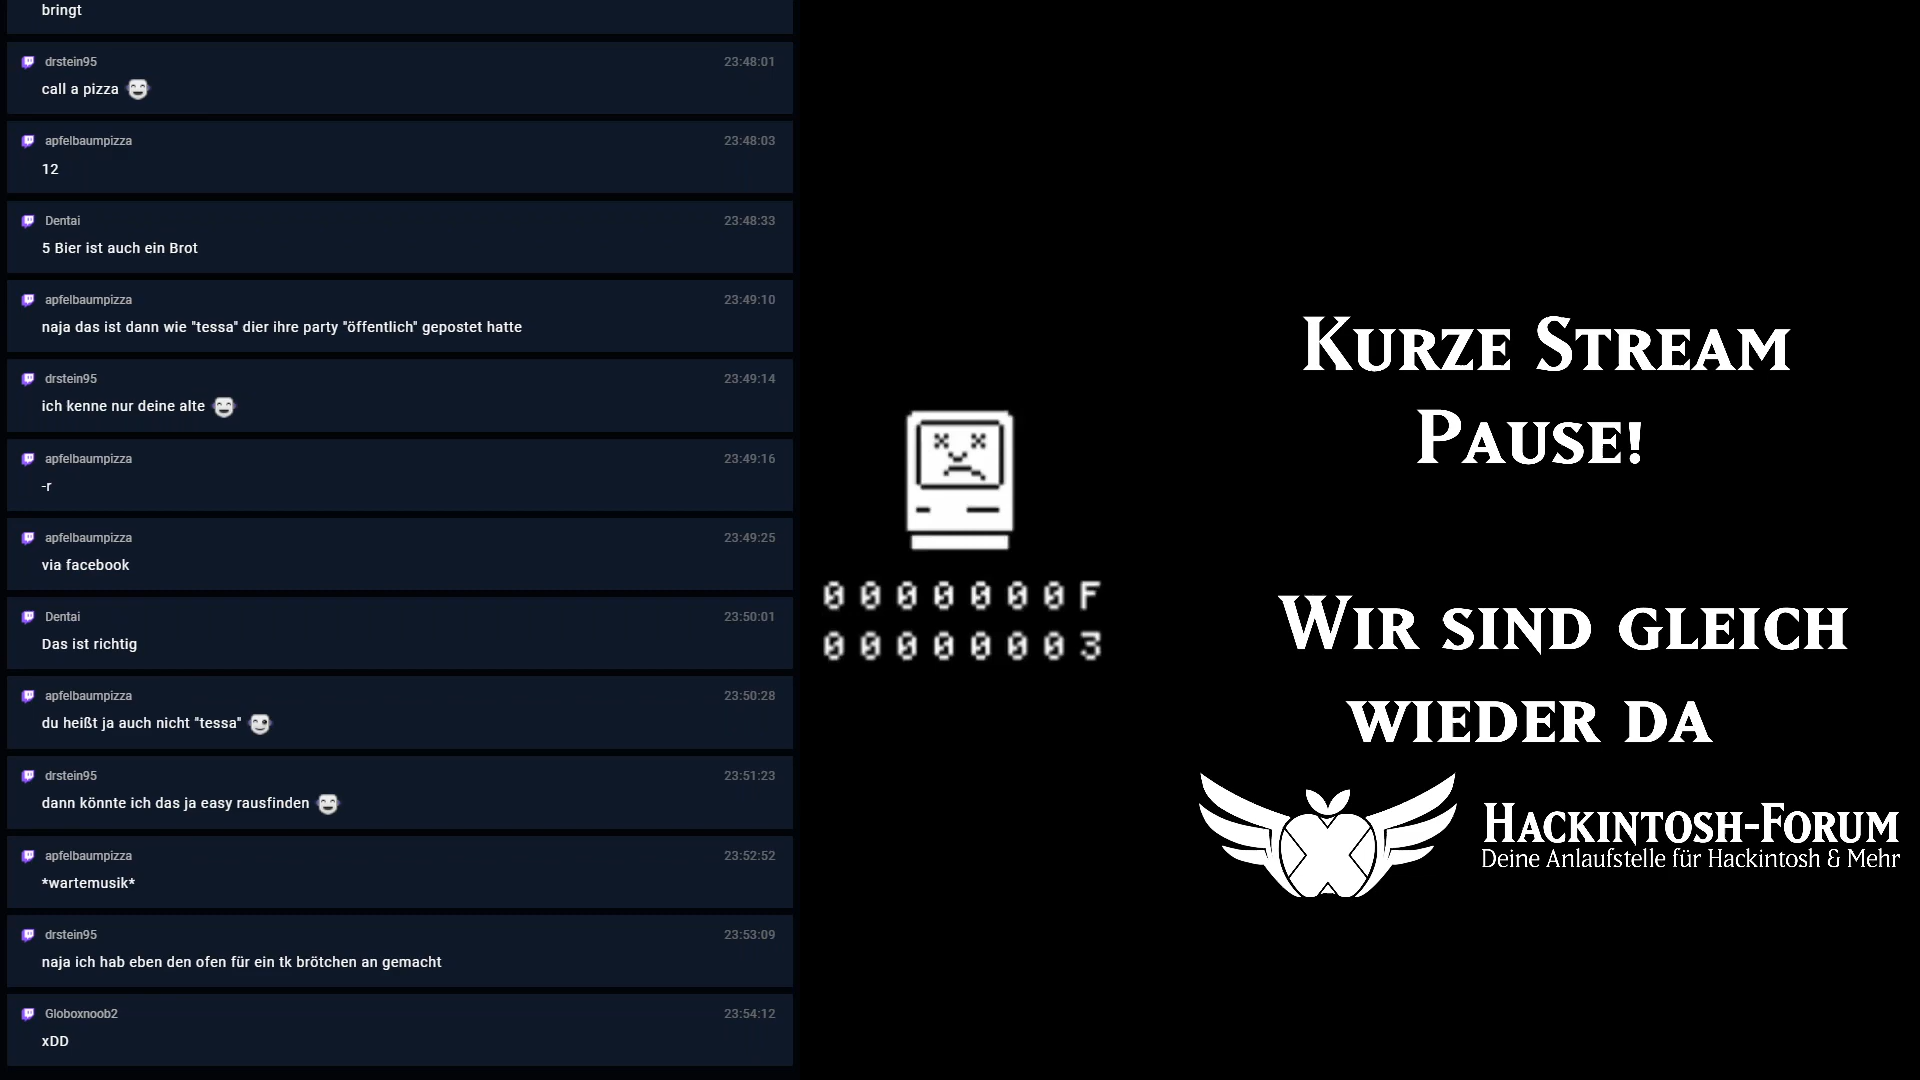 bringt
drstein95 23:48:01
call a pizza
apfelbaumpizza 23:48:03
12
Dentai 23:48:33
5 Bier ist auch ein Brot
apfelbaumpizza 23:49:10
naja das ist dann wie "tessa" dier ihre party "öffentlich" gepostet hatte
drstein95 23:49:14
ich kenne nur deine alte
apfelbaumpizza 23:49:16
-r
apfelbaumpizza 23:49:25
via facebook
Dentai 23:50:01
Das ist richtig
apfelbaumpizza 23:50:28
du heißt ja auch nicht "tessa"
drstein95 23:51:23
dann könnte ich das ja easy rausfinden
apfelbaumpizza 23:52:52
*wartemusik*
drstein95 23:53:09
naja ich hab eben den ofen für ein tk brötchen an gemacht
Globoxnoob2 23:54:12
xDD
0000000F
00000003
Kurze Stream
Pause!
Wir sind gleich
wieder da
Hackintosh-Forum
Deine Anlaufstelle für Hackintosh & Mehr